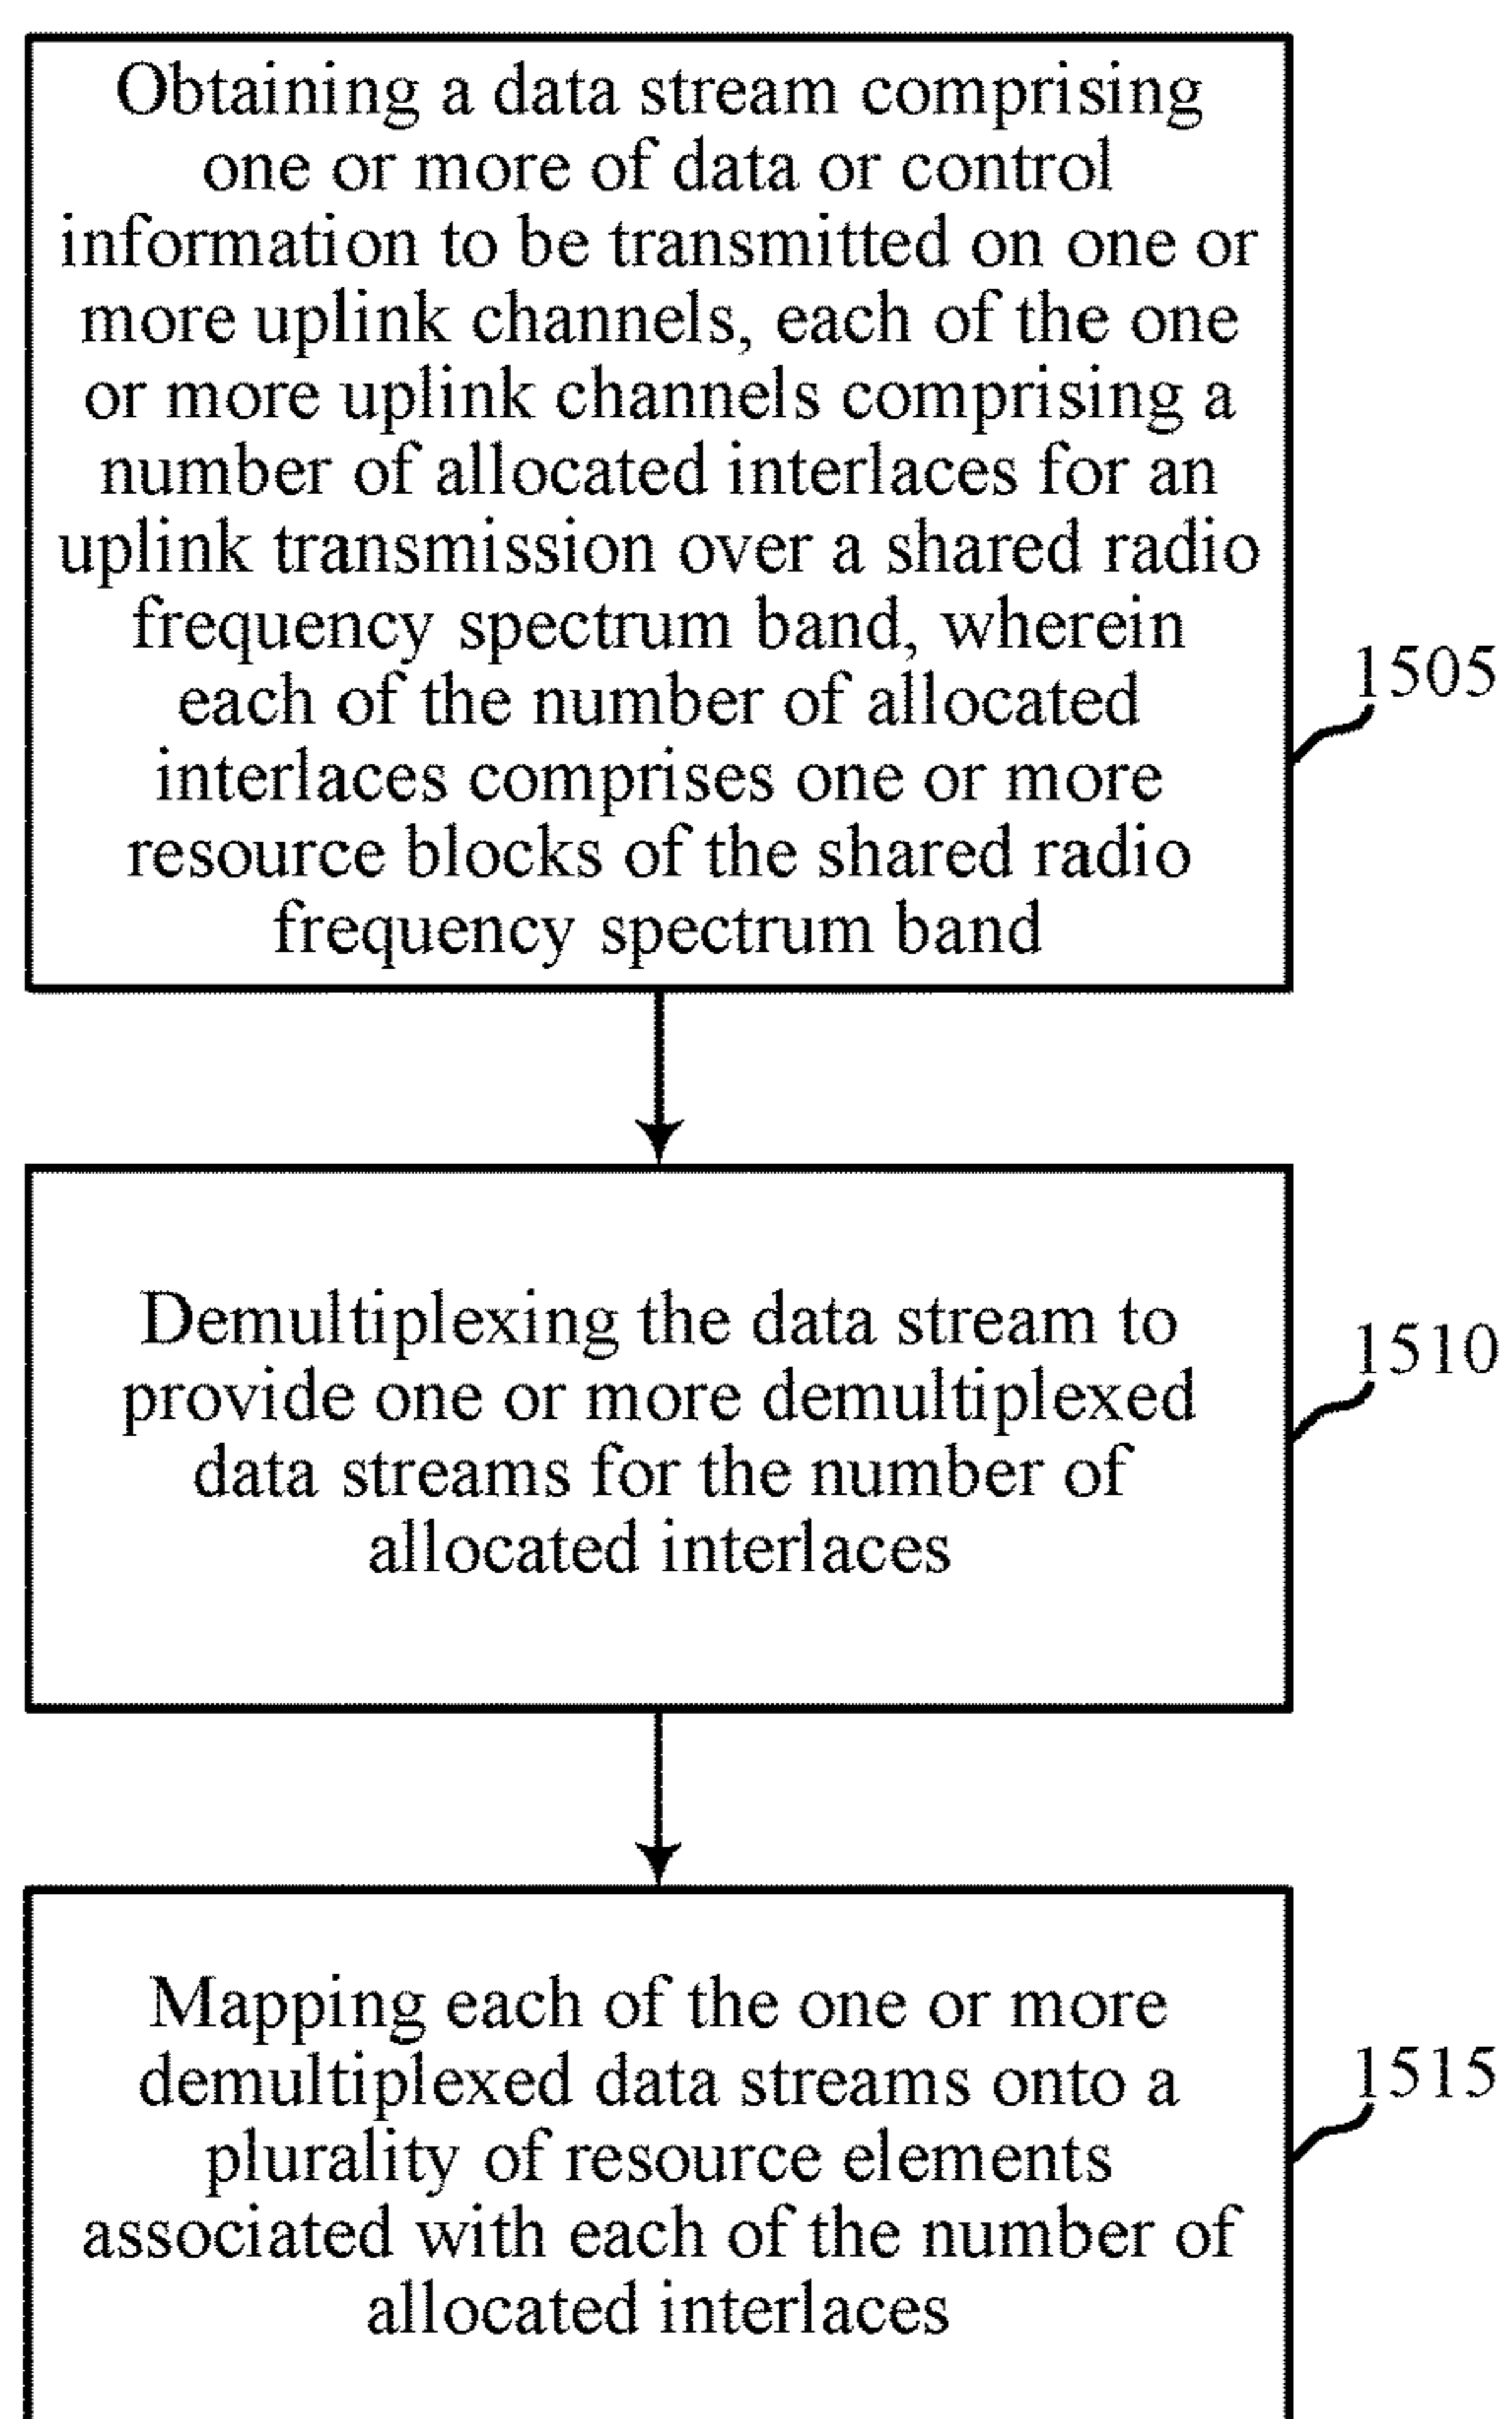 Obtaining a data stream comprising
one or more of data or control
information to be transmitted on one or
more uplink channels, each of the one
or more uplink channels comprising a
number of allocated interlaces for an
uplink transmission over a shared radio
frequency spectrum band, wherein
each of the number of allocated
interlaces comprises one or more
resource blocks of the shared radio
frequency spectrum band
1505
Demultiplexing the data stream to
provide one or more demultiplexed
data streams for the number of
allocated interlaces
1510
Mapping each of the one or more
demultiplexed data streams onto a
plurality of resource elements
associated with each of the number of
allocated interlaces
1515